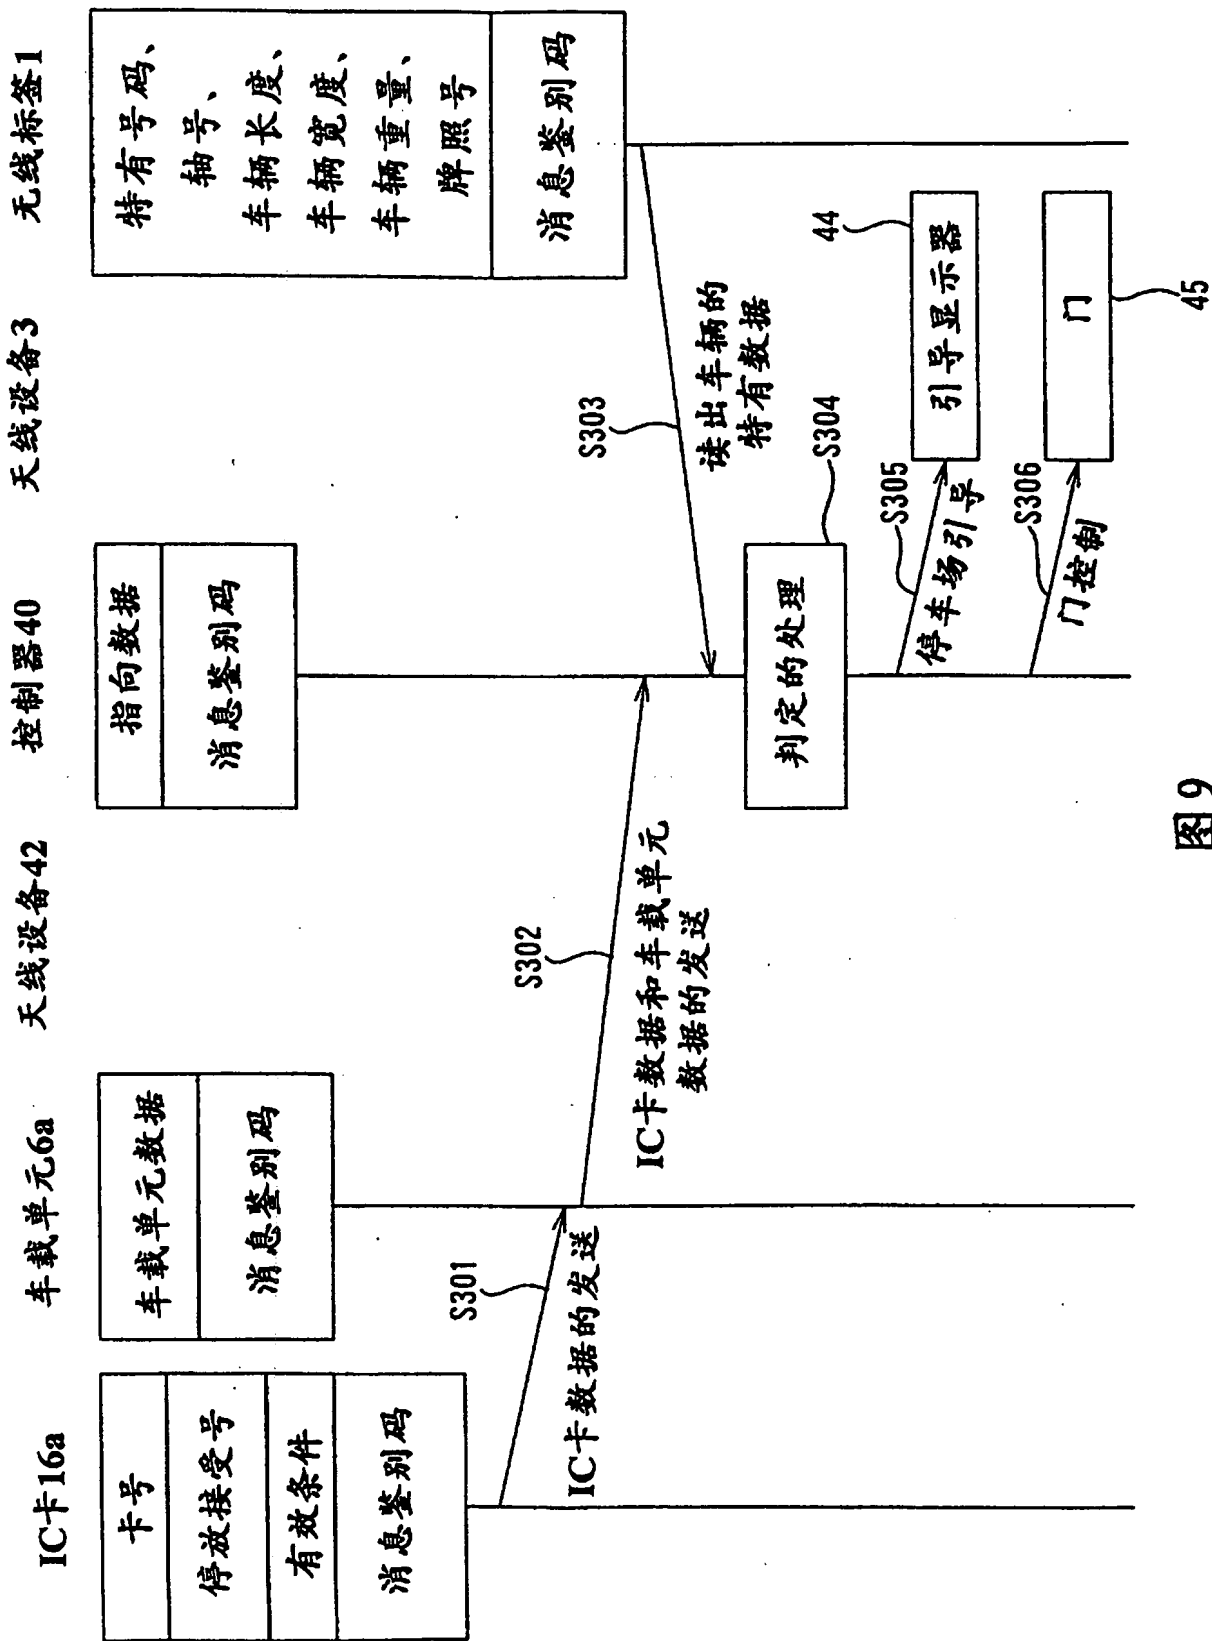 IC卡16a
车载单元6a
天线设备42
控制器40
天线设备3
无线标签1
卡号
停放接受号
有效条件
消息鉴别码
车载单元数据
消息鉴别码
指向数据
消息鉴别码
特有号码、
轴号、
车辆长度、
车辆宽度、
车辆重量、
牌照号
消息鉴别码
S301
IC卡数据的发送
S302
IC卡数据和车载单元
数据的发送
S303
读出车辆的
特有数据
判定的处理
S304
S305
停车场引导
44
引导显示器
S306
门控制
门
45
图9